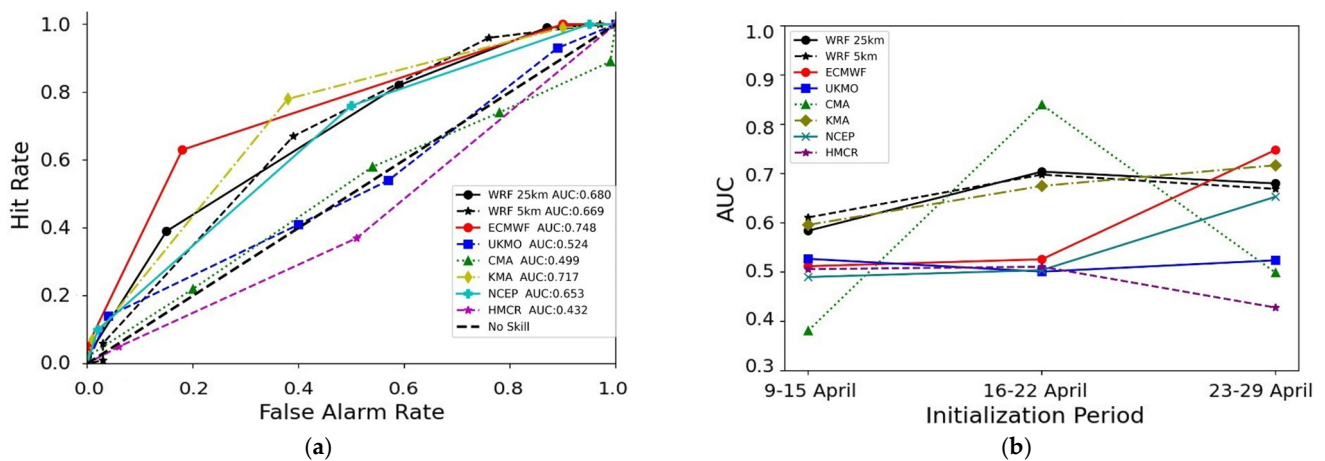 1.0
0.8
0.6
0.4
0.2
0.0
Hit Rate
WRF 25km AUC:0.680
WRF 5km AUC:0.669
ECMWF AUC:0.748
UKMO AUC:0.524
CMA AUC:0.499
KMA AUC:0.717
NCEP AUC:0.653
HMCR AUC:0.432
No Skill
0.0 0.2 0.4 0.6 0.8 1.0
False Alarm Rate
(a)
1.0
0.9
0.8
0.7
0.6
0.5
0.4
0.3
AUC
WRF 25km
WRF 5km
ECMWF
UKMO
CMA
KMA
NCEP
HMCR
9-15 April 16-22 April 23-29 April
Initialization Period
(b)